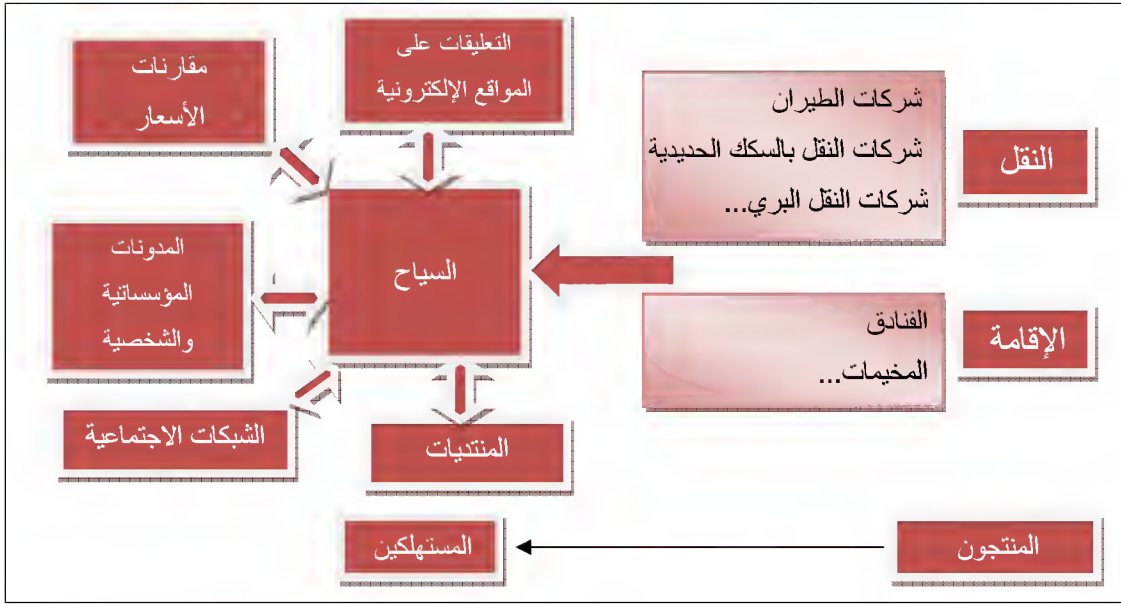 التعليقات على
المواقع الإلكترونية
مقارنات
الأسعار
شركات الطيران
شركات النقل بالسكك الحديدية
شركات النقل البري...
النقل
السياح
المدونات
المؤسساتية
والشخصية
الفنادق
المخيمات...
الإقامة
الشبكات الاجتماعية
المنتديات
المنتجون
المستهلكين